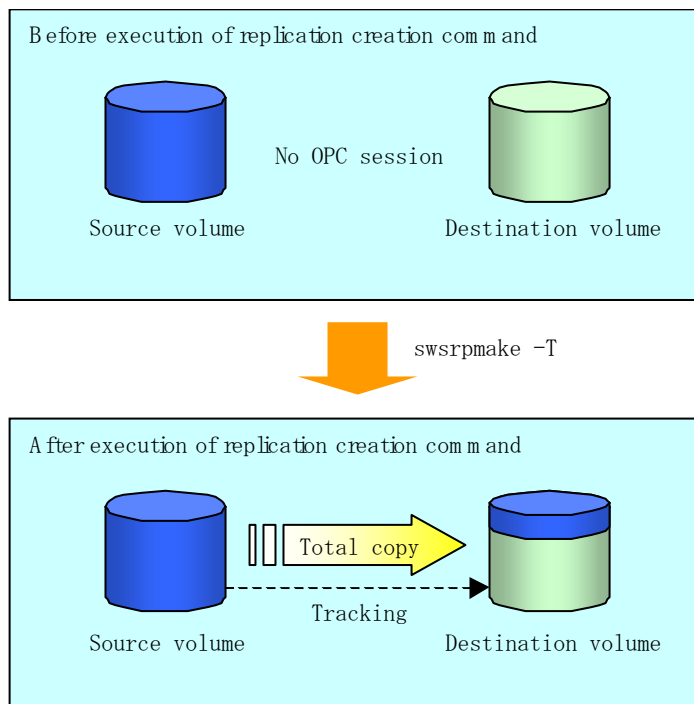 Before execution of replication creation command
No OPC session
Source volume
Destination volume
swsrpmake -T
After execution of replication creation command
Total copy
Tracking
Source volume
Destination volume